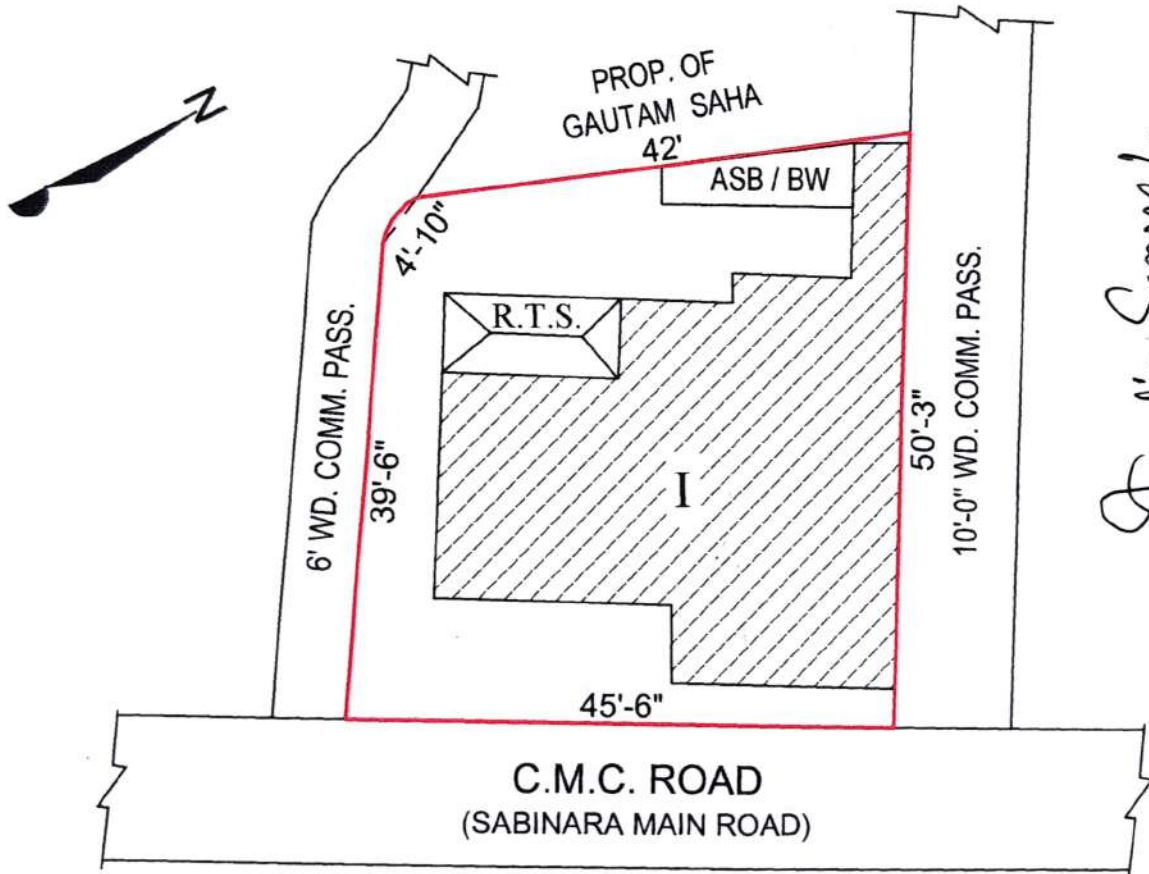 N
PROP. OF
GAUTAM SAHA
42'
ASB / BW
4'-10"
R.T.S.
6' WD. COMM. PASS.
39'-6"
I
50'-3"
10'-0" WD. COMM. PASS.
45'-6"
C.M.C. ROAD
(SABINARA MAIN ROAD)